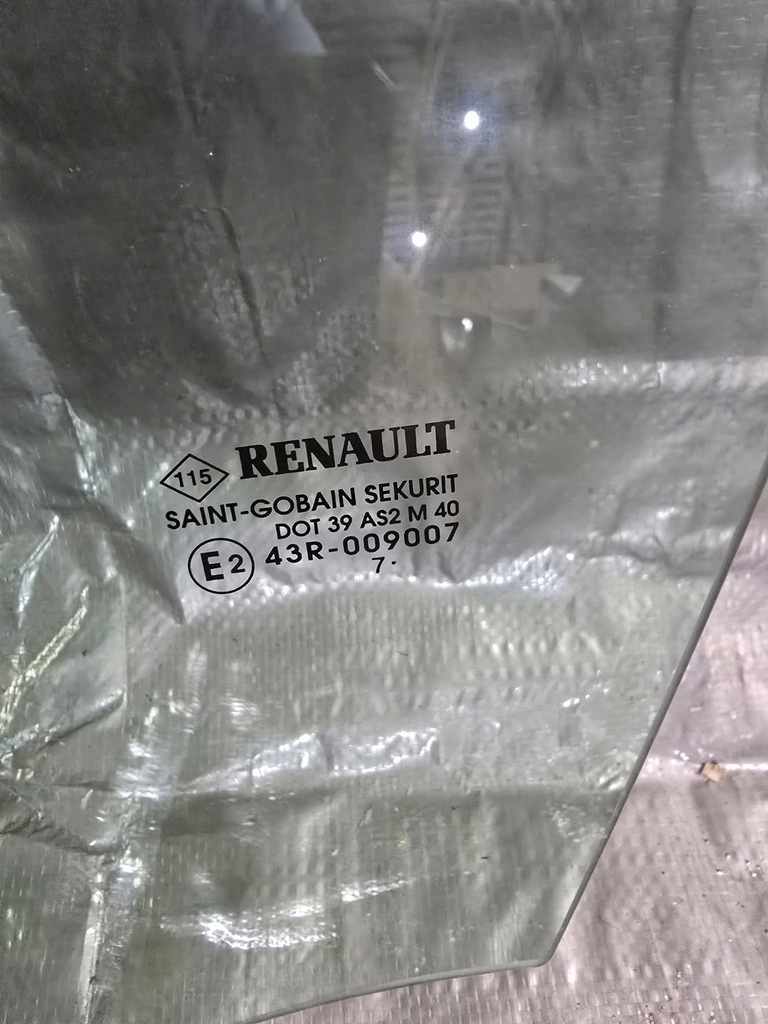 115 RENAULT
SAINT-GOBAIN SEKURIT
DOT 39 AS2 M 40
E2 43R-009007
7·